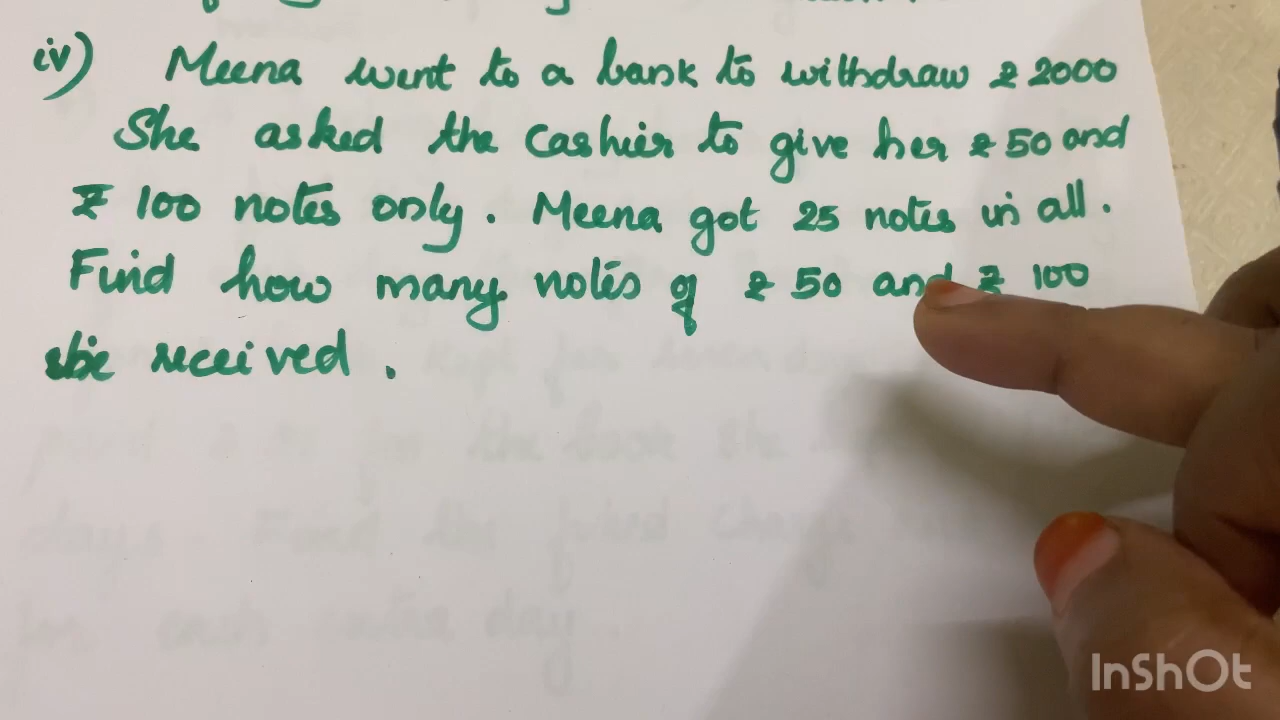 iv) Meena went to a bank to withdraw ₹ 2000
She asked the cashier to give her ₹ 50 and
₹ 100 notes only. Meena got 25 notes in all.
Find how many notes of ₹ 50 and ₹ 100
she received.
InShOt